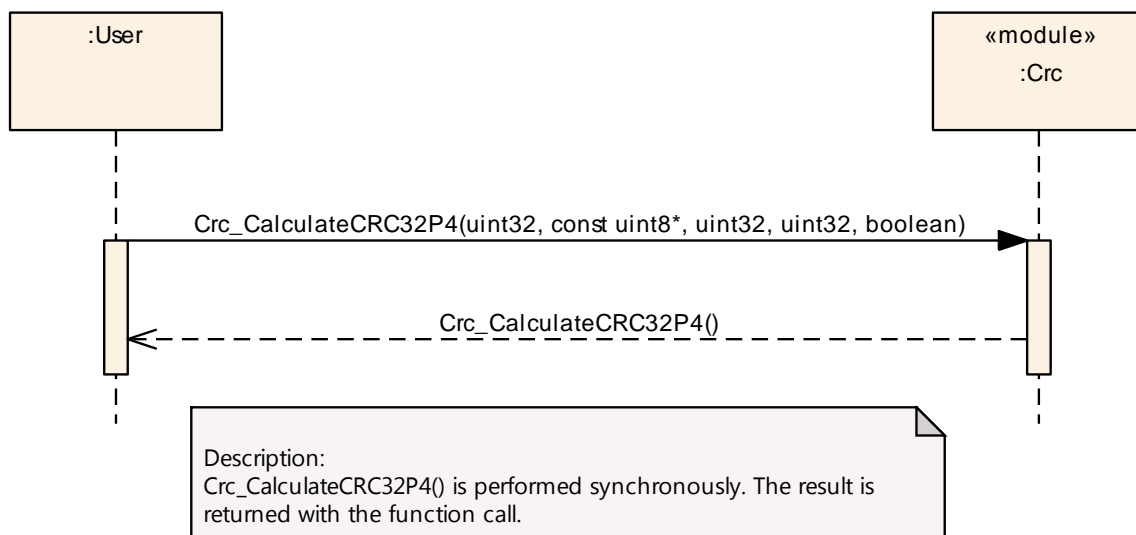 :User
«module»
:Crc
Crc_CalculateCRC32P4(uint32, const uint8*, uint32, uint32, boolean)
Crc_CalculateCRC32P4()
Description:
Crc_CalculateCRC32P4() is performed synchronously. The result is
returned with the function call.